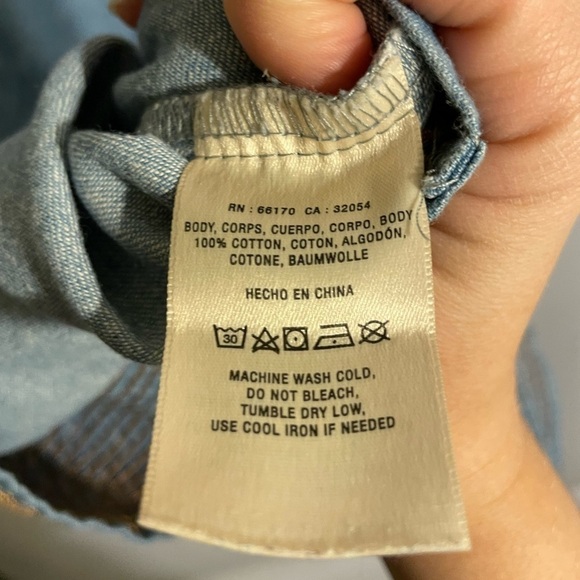 RN : 66170 CA : 32054
BODY, CORPS, CUERPO, CORPO, BODY
100% COTTON, COTON, ALGODÓN,
COTONE, BAUMWOLLE
HECHO EN CHINA
30
MACHINE WASH COLD,
DO NOT BLEACH,
TUMBLE DRY LOW,
USE COOL IRON IF NEEDED